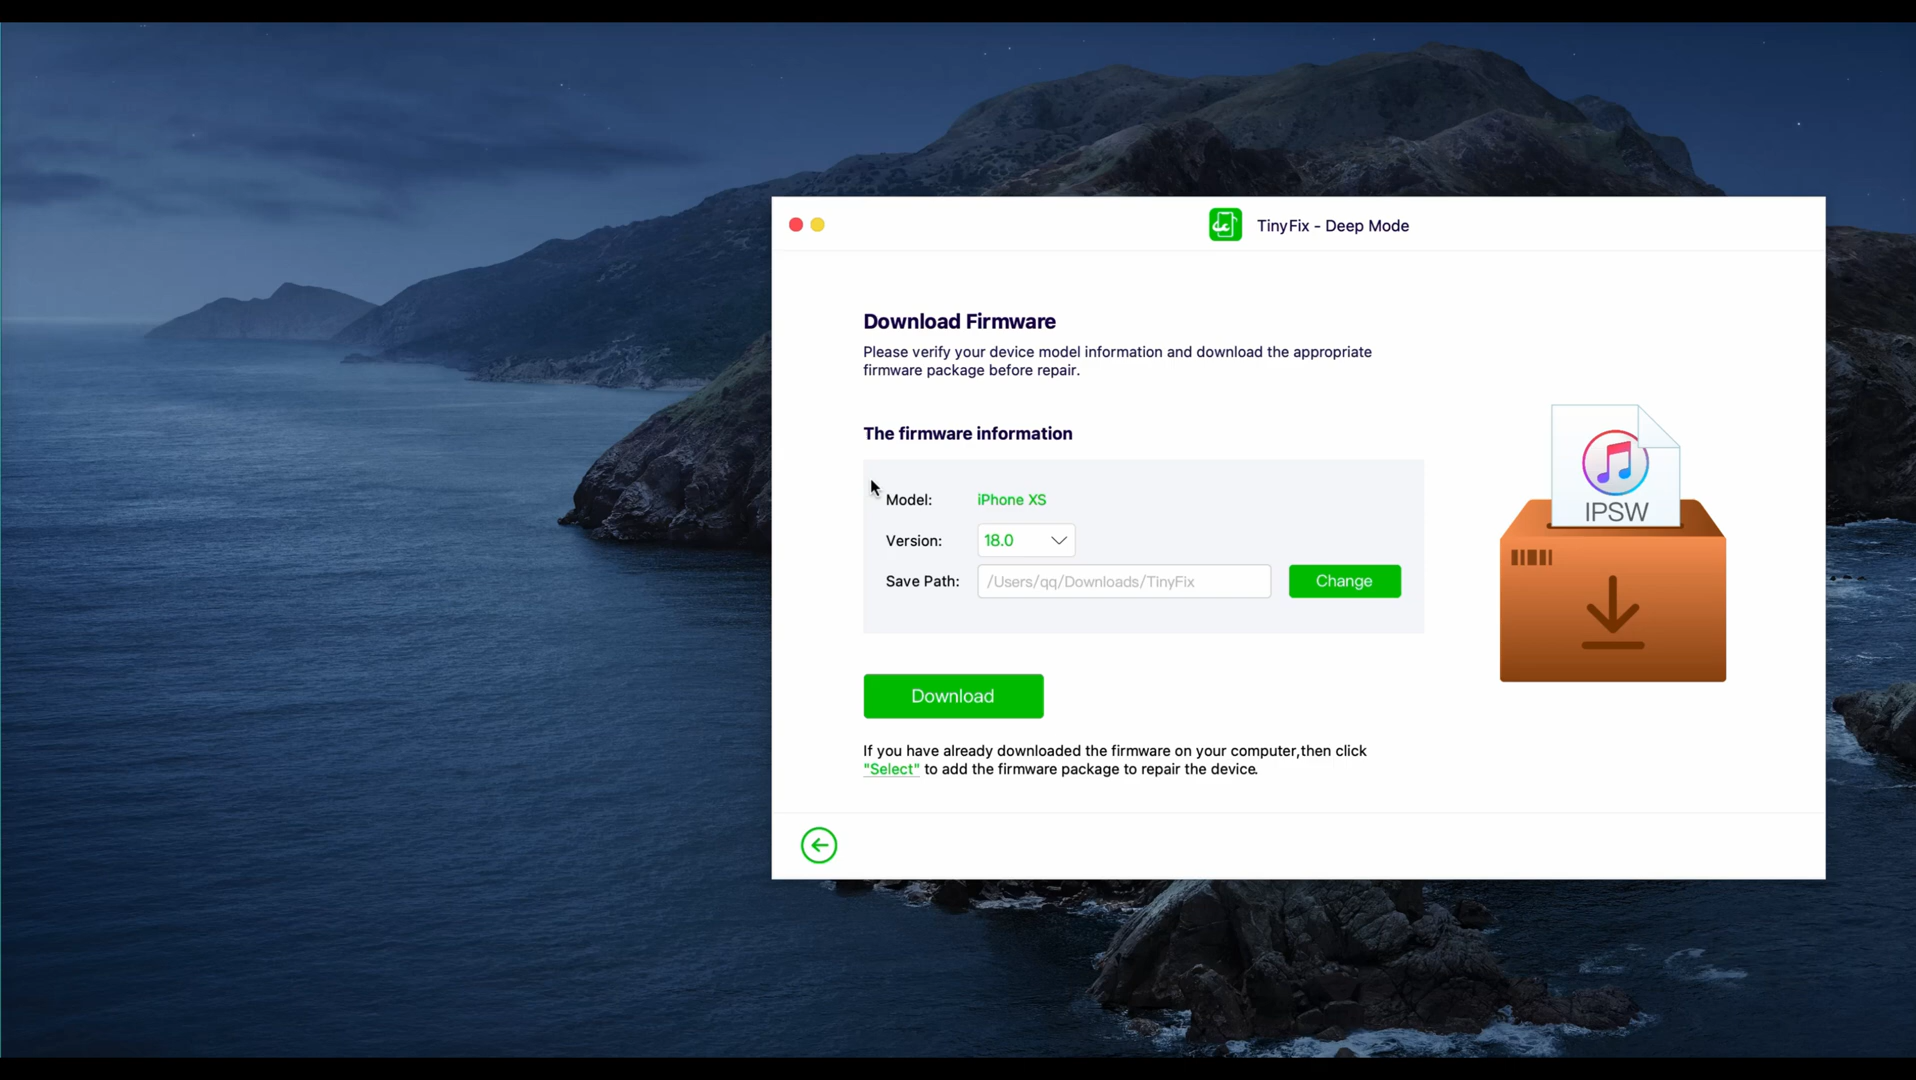 TinyFix - Deep Mode
Download Firmware
Please verify your device model information and download the appropriate
firmware package before repair.
The firmware information
Model: iPhone XS
Version: 18.0
Save Path: /Users/qq/Downloads/TinyFix Change
IPSW
Download
If you have already downloaded the firmware on your computer,then click
"Select" to add the firmware package to repair the device.